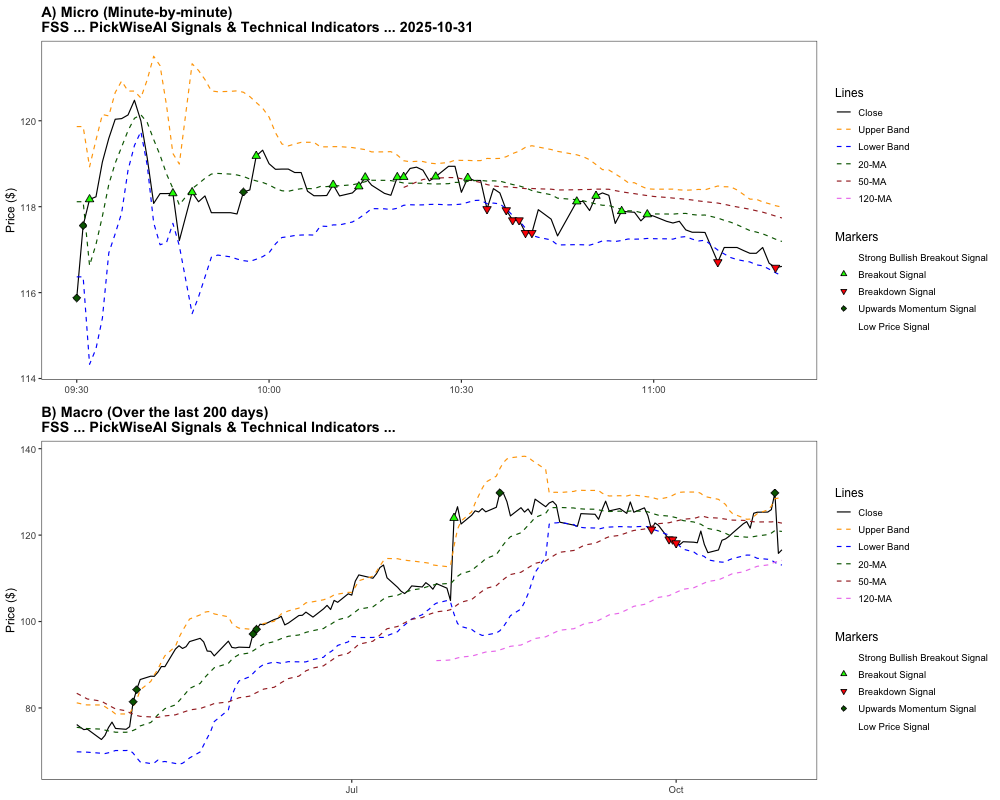 A) Micro (Minute-by-minute)
FSS ... PickWiseAI Signals & Technical Indicators ... 2025-10-31
Price ($)
120
118
116
114
09:30
10:00
10:30
11:00
Lines
Close
Upper Band
Lower Band
20-MA
50-MA
120-MA
Markers
Strong Bullish Breakout Signal
Breakout Signal
Breakdown Signal
Upwards Momentum Signal
Low Price Signal
B) Macro (Over the last 200 days)
FSS ... PickWiseAI Signals & Technical Indicators ...
Price ($)
140
120
100
80
Jul
Oct
Lines
Close
Upper Band
Lower Band
20-MA
50-MA
120-MA
Markers
Strong Bullish Breakout Signal
Breakout Signal
Breakdown Signal
Upwards Momentum Signal
Low Price Signal